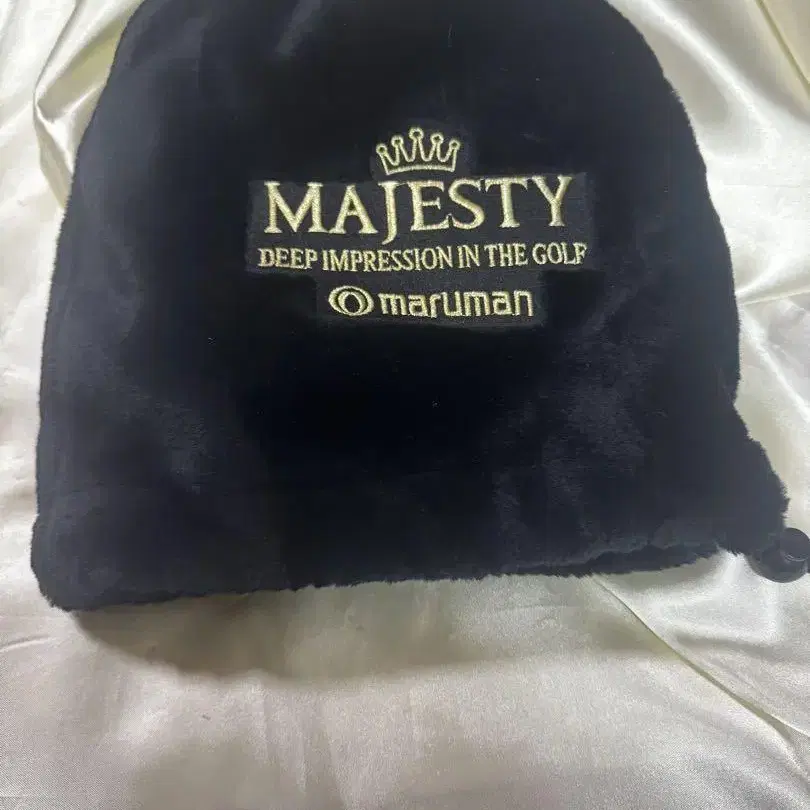 MAJESTY
DEEP IMPRESSION IN THE GOLF
maruman